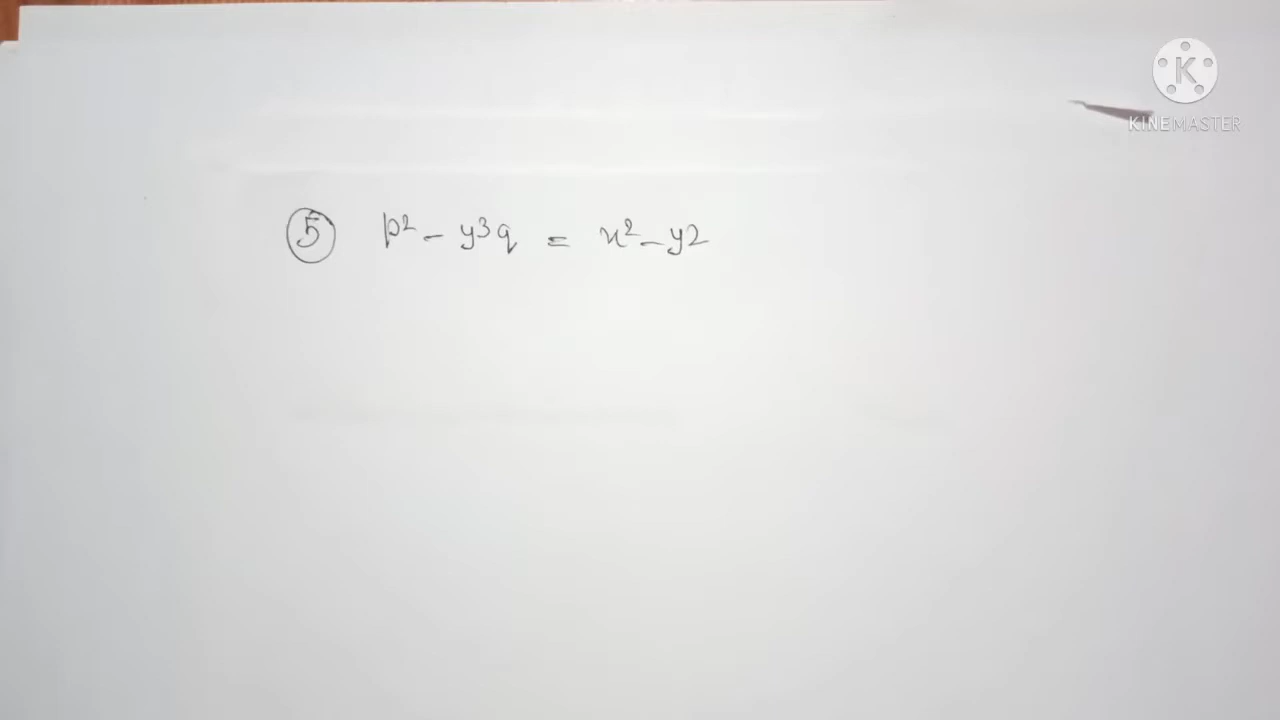 K
KINEMASTER
⑤ p² - y³q = x² - y2